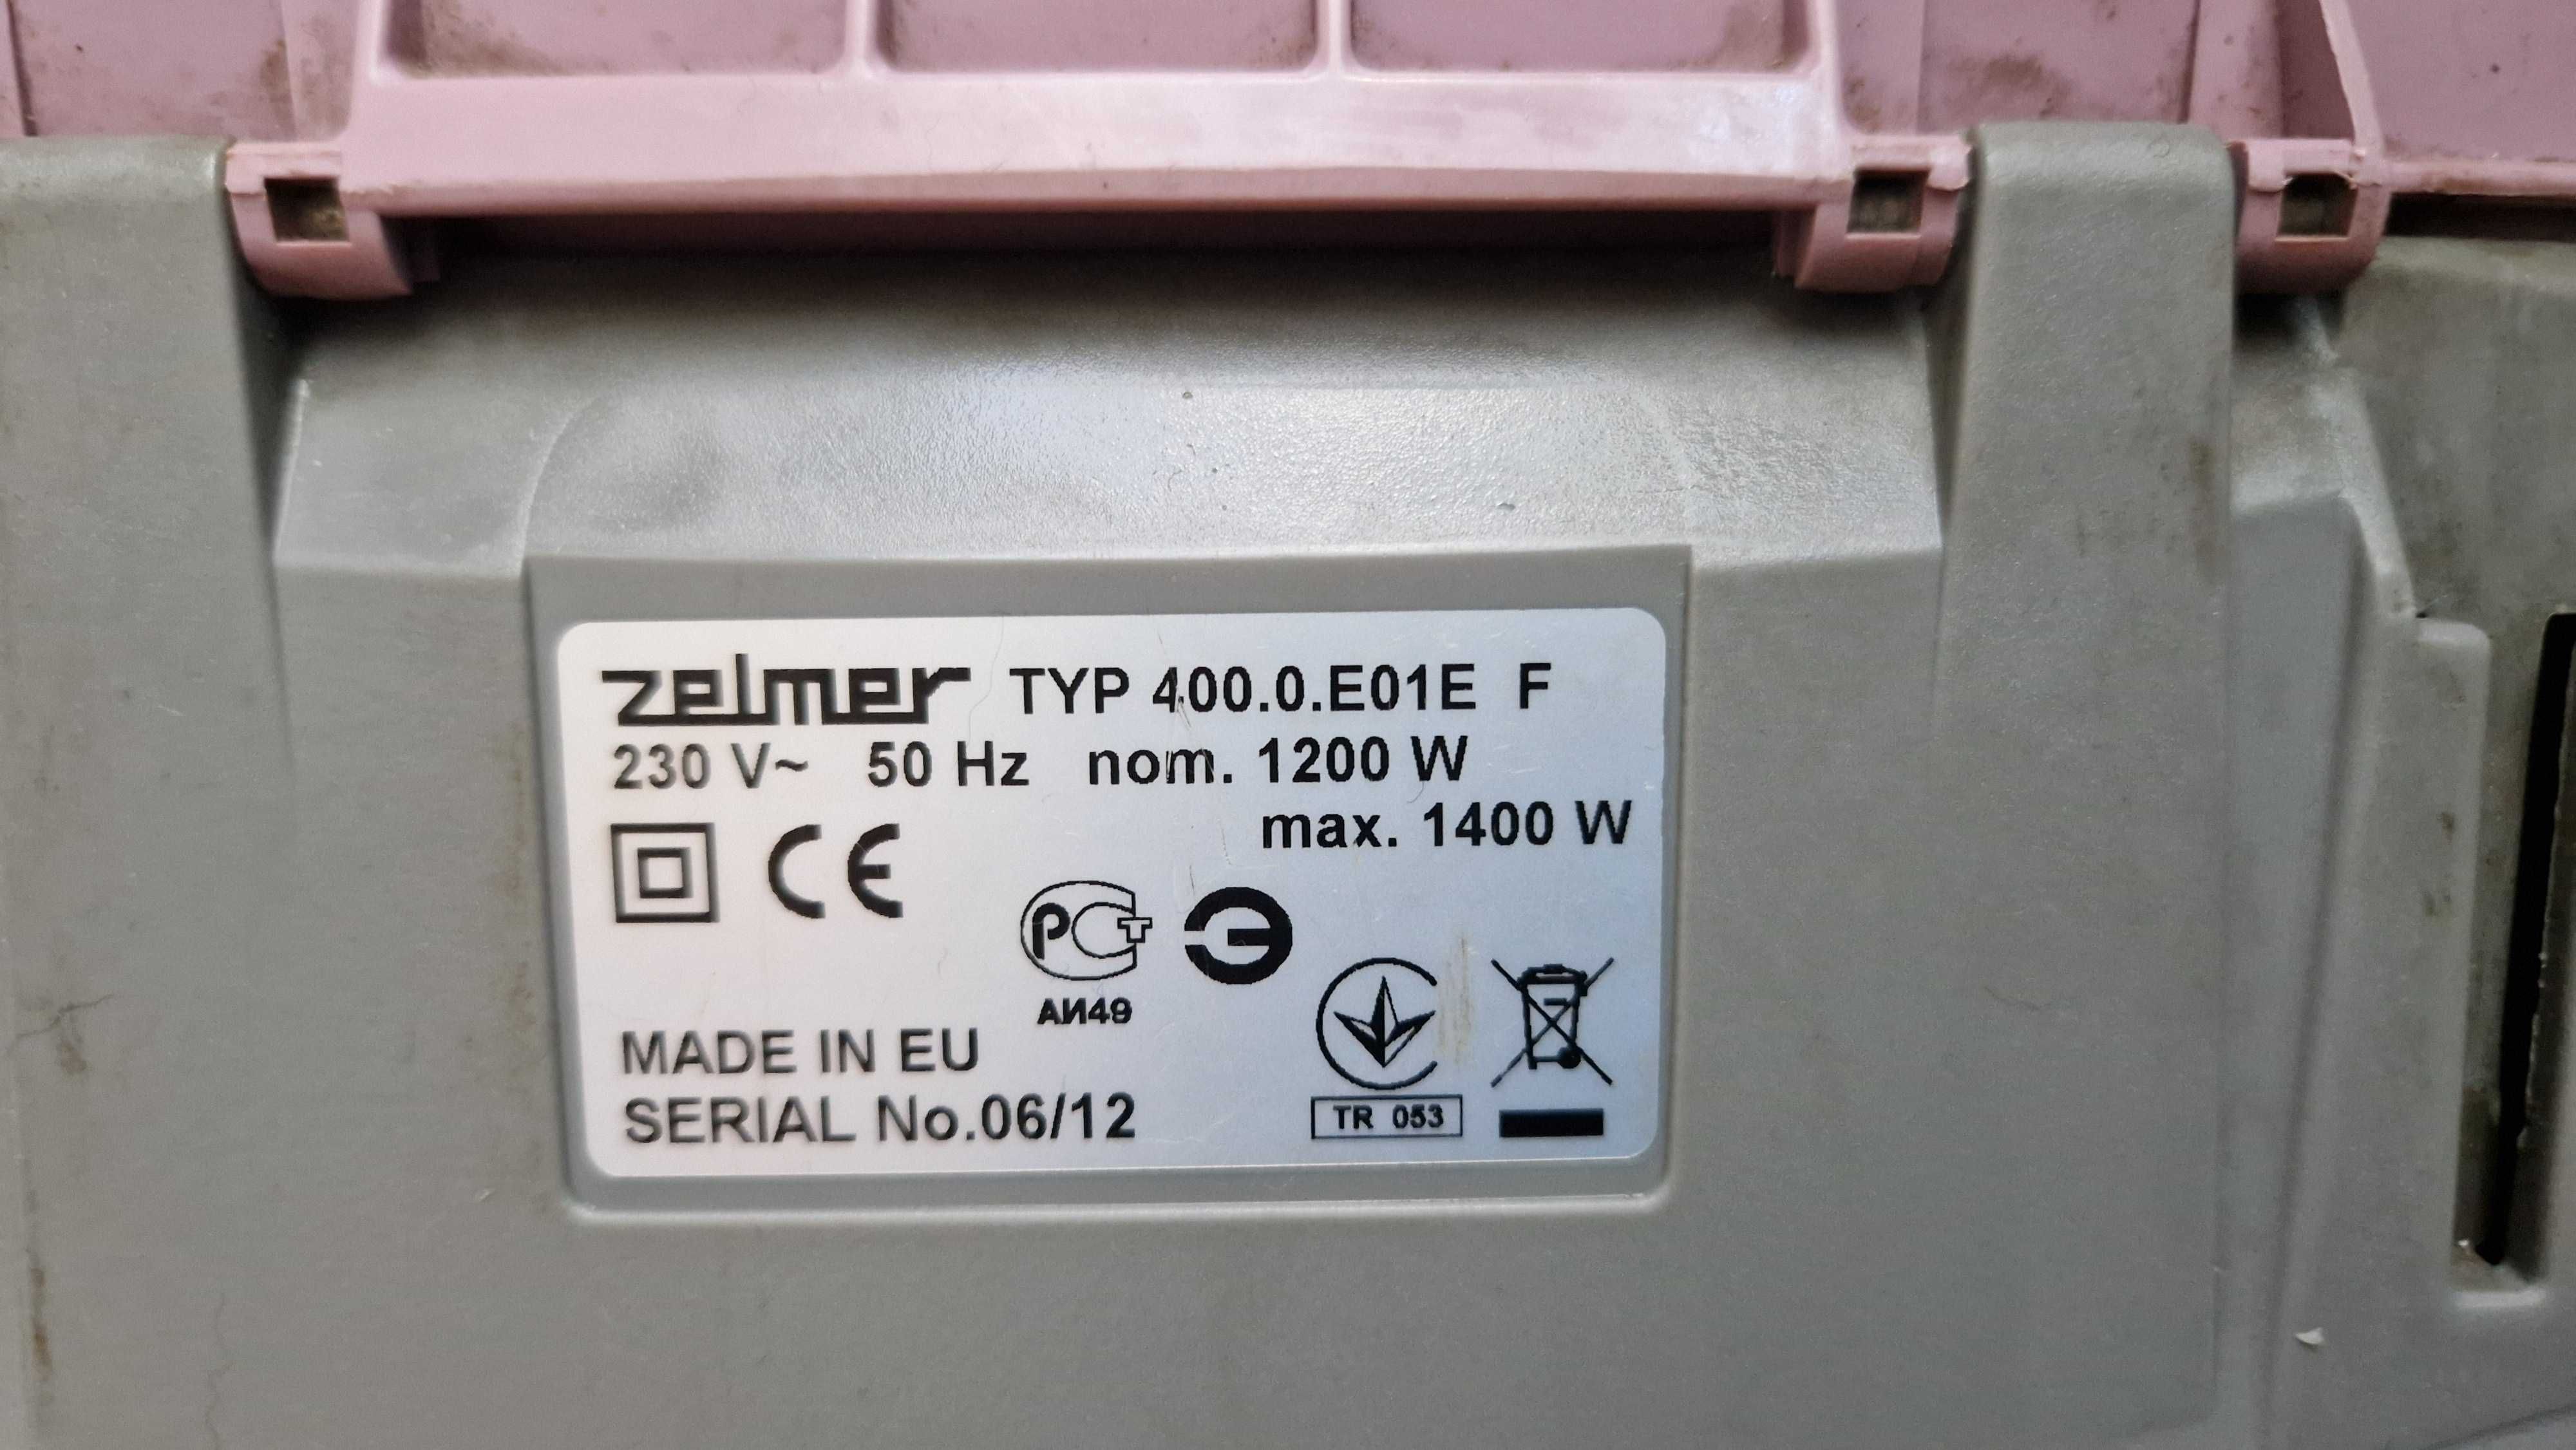 zelmer TYP 400.0.E01E F
230 V~ 50 Hz nom. 1200 W
max. 1400 W
CE
РСТ
Э
АИ49
MADE IN EU
SERIAL No.06/12
TR 053